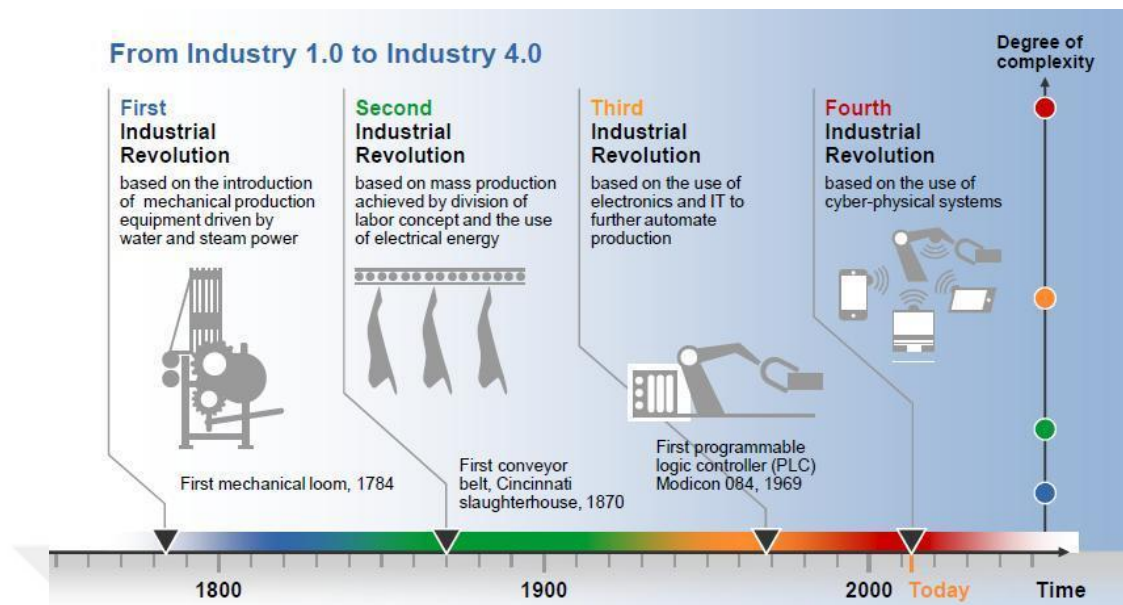 From Industry 1.0 to Industry 4.0
Degree of
complexity
First
Industrial
Revolution
based on the introduction
of mechanical production
equipment driven by
water and steam power
Second
Industrial
Revolution
based on mass production
achieved by division of
labor concept and the use
of electrical energy
Third
Industrial
Revolution
based on the use of
electronics and IT to
further automate
production
Fourth
Industrial
Revolution
based on the use of
cyber-physical systems
First mechanical loom, 1784
First conveyor
belt, Cincinnati
slaughterhouse, 1870
First programmable
logic controller (PLC)
Modicon 084, 1969
1800
1900
2000
Today
Time